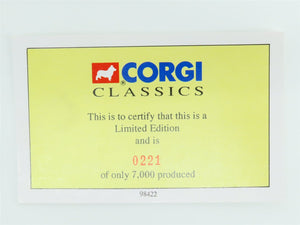 ® CORGI
CLASSICS
This is to certify that this is a
Limited Edition
and is
0221
of only 7,000 produced
98422